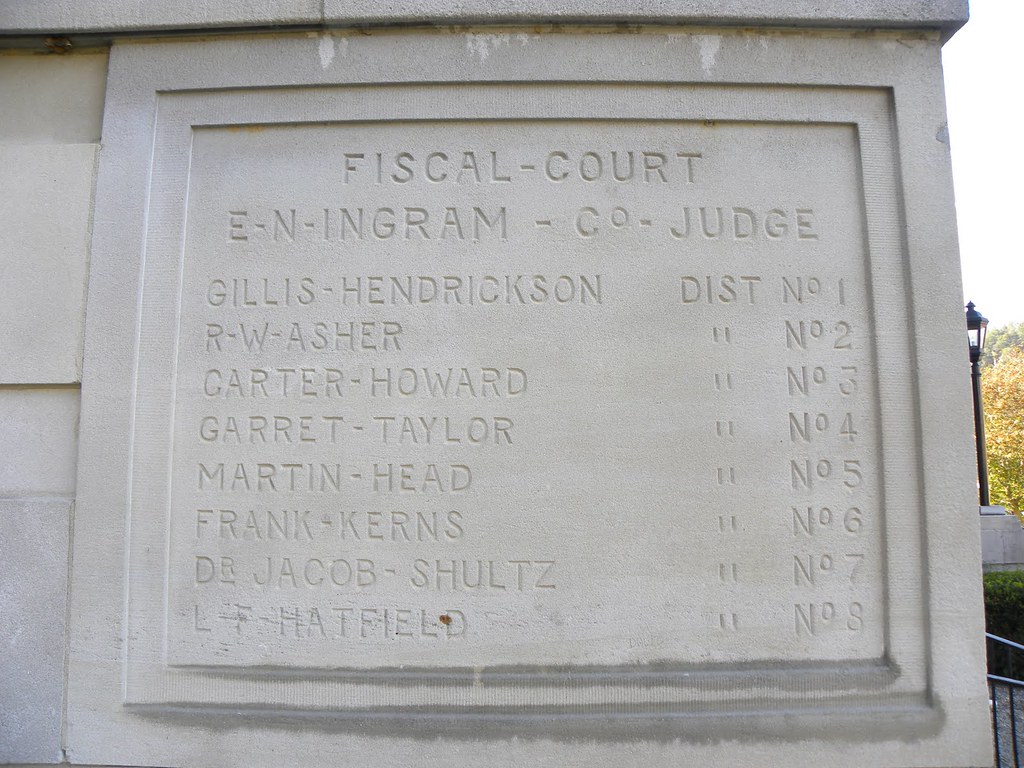 FISCAL-COURT
E-N-INGRAM - Co- JUDGE
GILLIS-HENDRICKSON DIST No 1
R-W-ASHER " No 2
CARTER-HOWARD " No 3
GARRET-TAYLOR " No 4
MARTIN-HEAD " No 5
FRANK-KERNS " No 6
DR JACOB-SHULTZ " No 7
L-F-HATFIELD " No 8